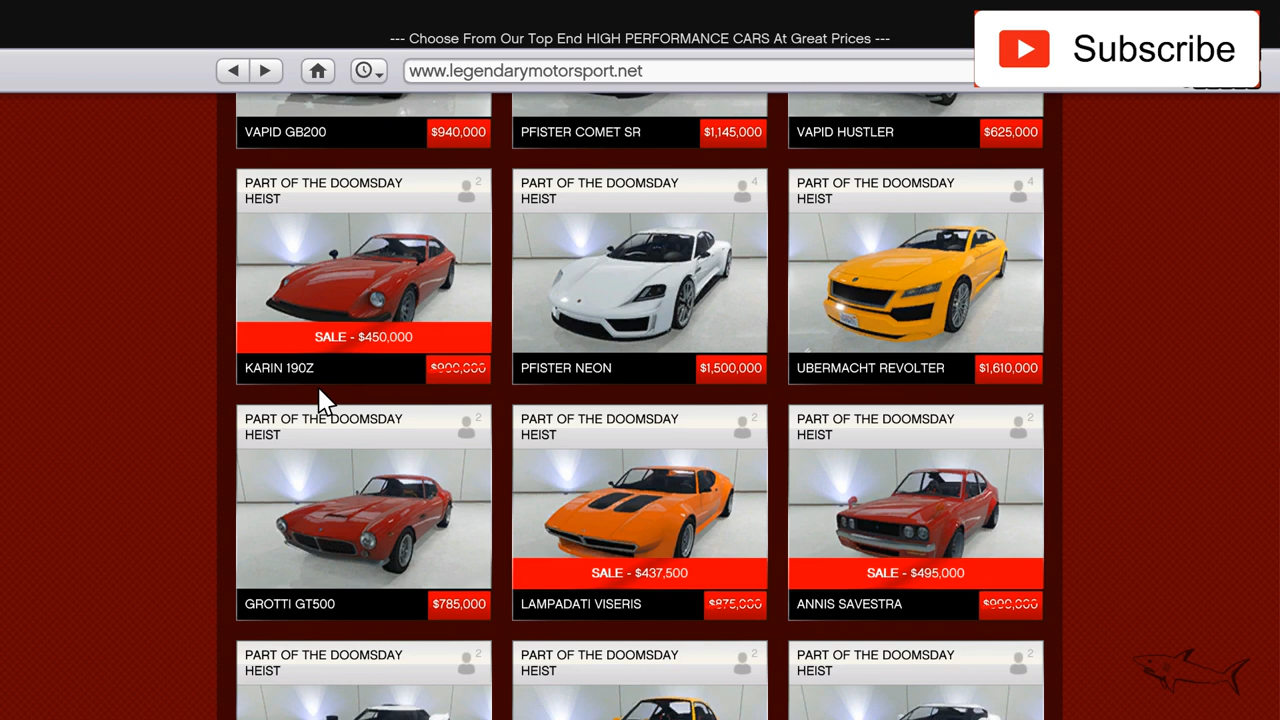 --- Choose From Our Top End HIGH PERFORMANCE CARS At Great Prices ---
Subscribe
www.legendarymotorsport.net
VAPID GB200 $940,000
PFISTER COMET SR $1,145,000
VAPID HUSTLER $625,000
PART OF THE DOOMSDAY
HEIST
2
PART OF THE DOOMSDAY
HEIST
4
PART OF THE DOOMSDAY
HEIST
4
SALE - $450,000
KARIN 190Z $900,000
PFISTER NEON $1,500,000
UBERMACHT REVOLTER $1,610,000
PART OF THE DOOMSDAY
HEIST
2
PART OF THE DOOMSDAY
HEIST
2
PART OF THE DOOMSDAY
HEIST
2
SALE - $437,500
SALE - $495,000
GROTTI GT500 $785,000
LAMPADATI VISERIS $875,000
ANNIS SAVESTRA $990,000
PART OF THE DOOMSDAY
HEIST
2
PART OF THE DOOMSDAY
HEIST
2
PART OF THE DOOMSDAY
HEIST
2